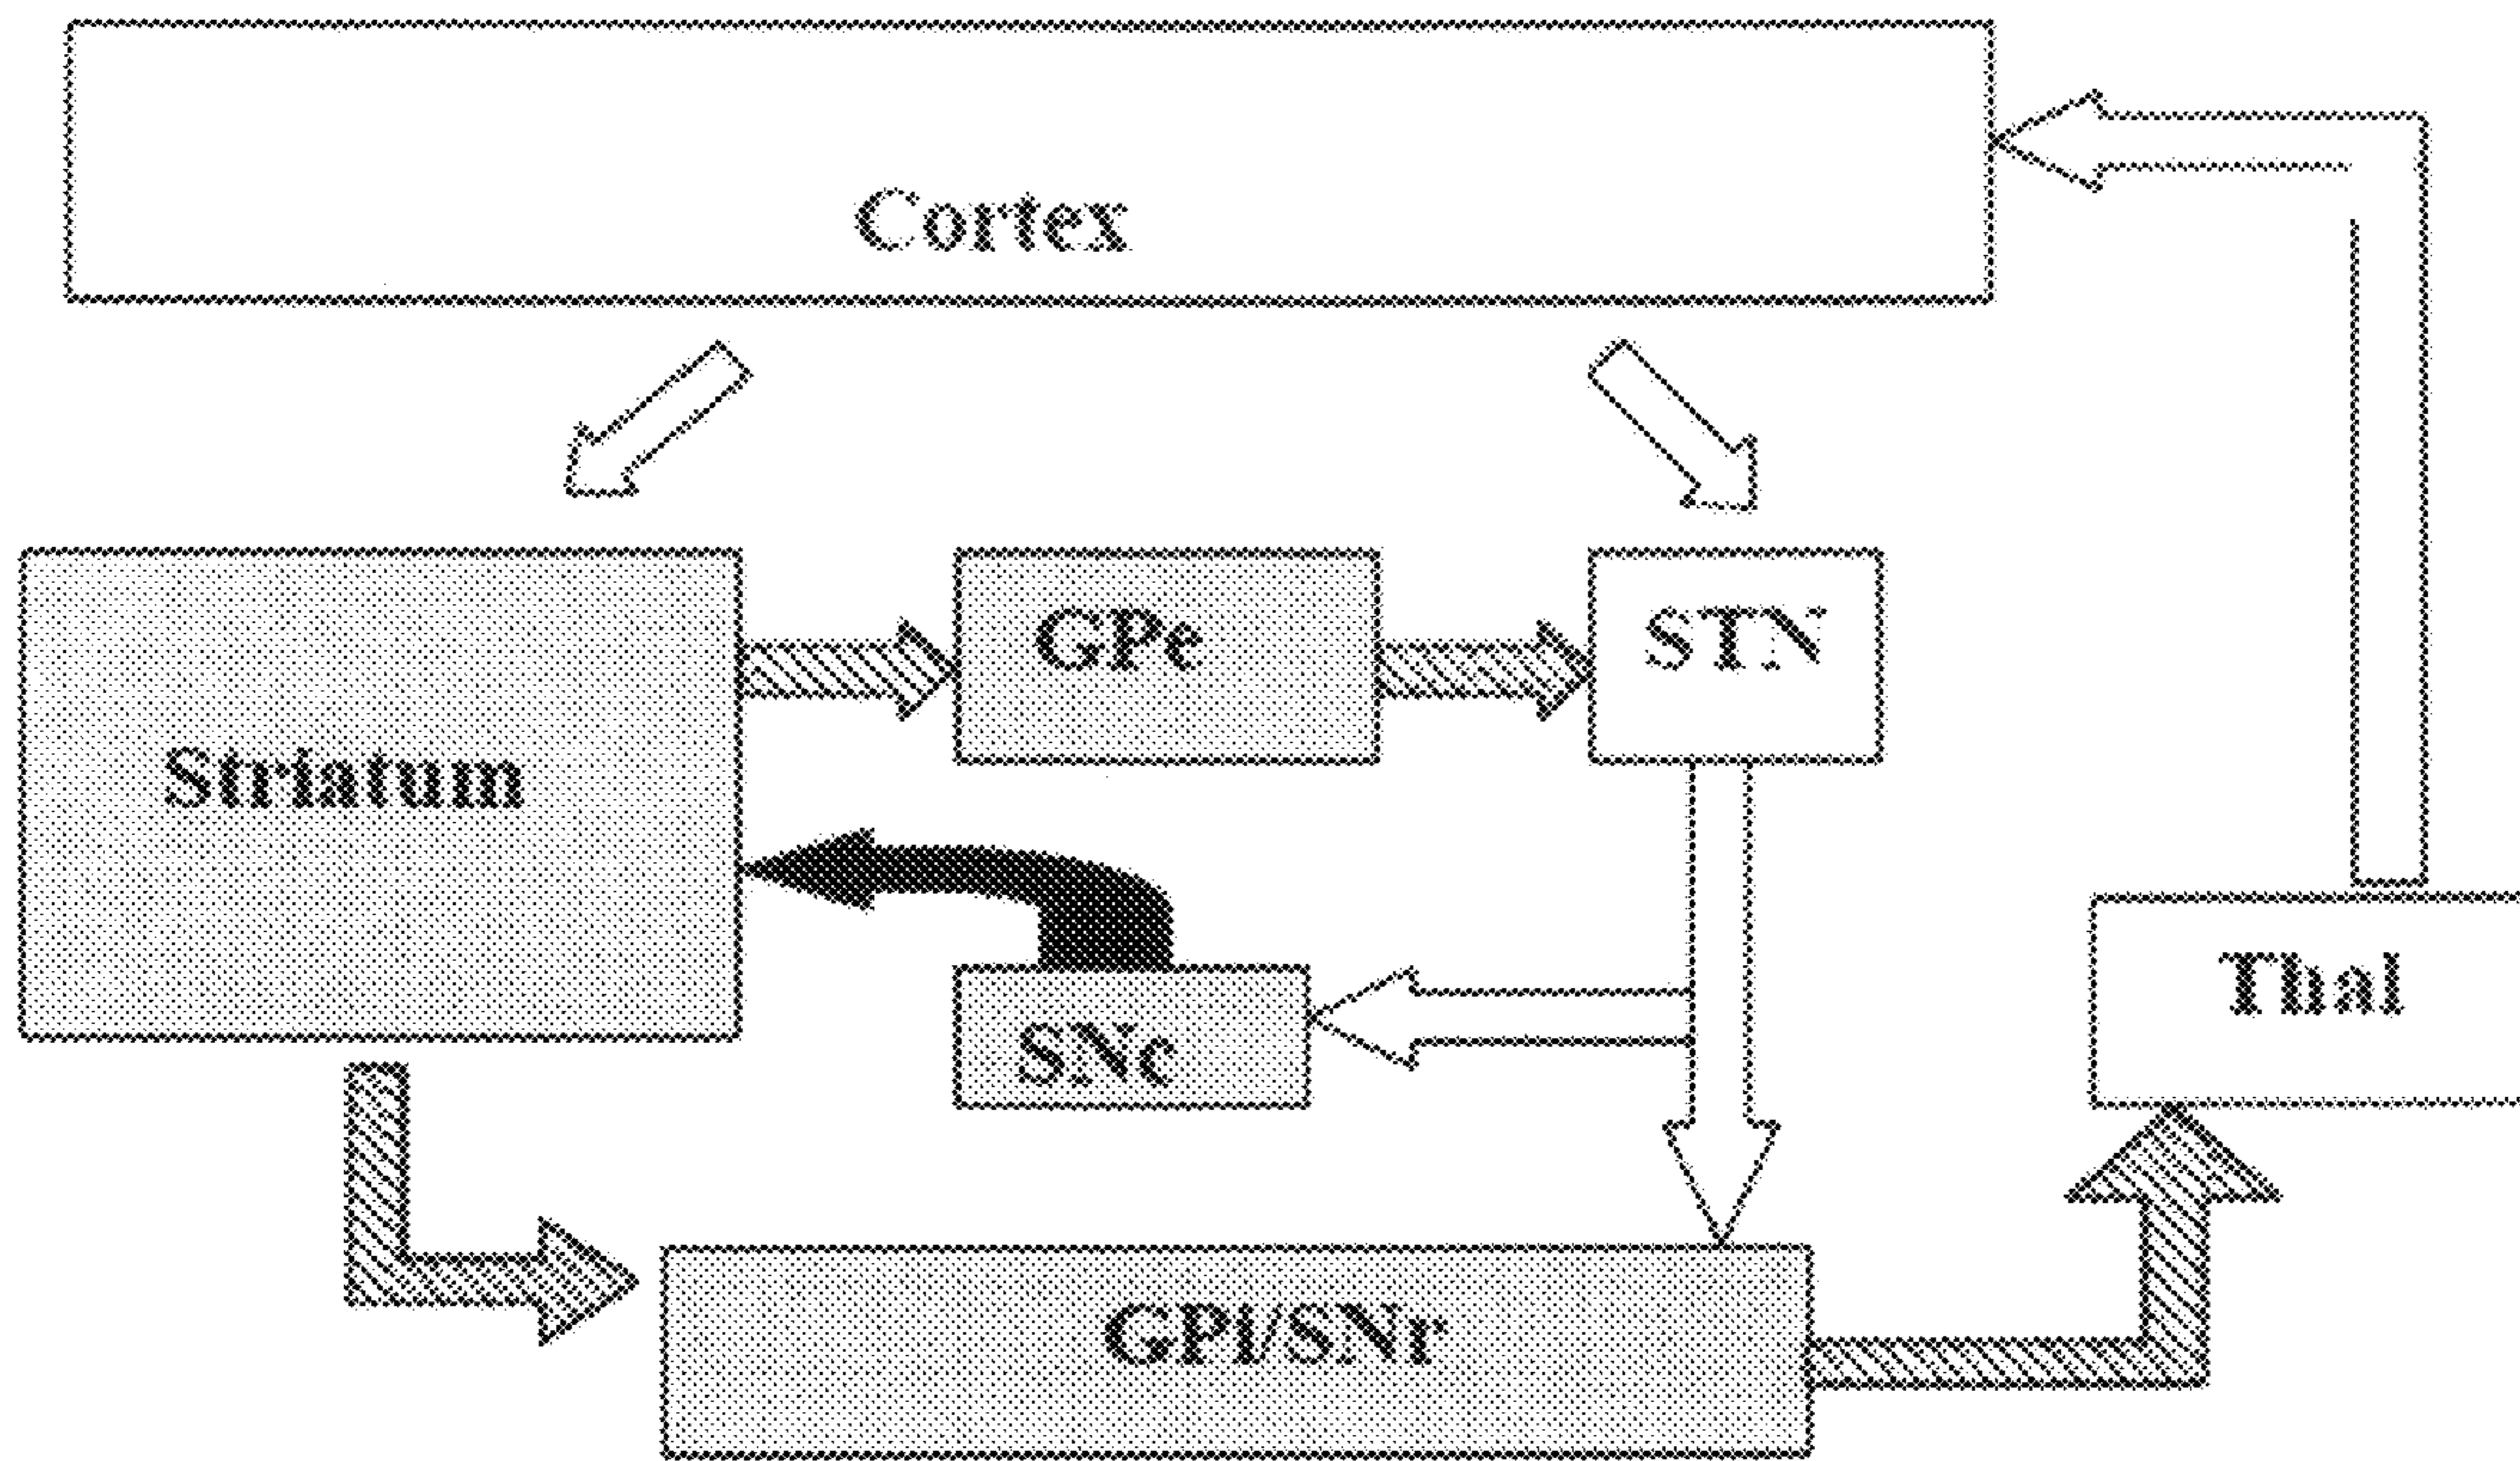 Cortex
GPe
STN
Striatum
SNc
Thal
GPi/SNr